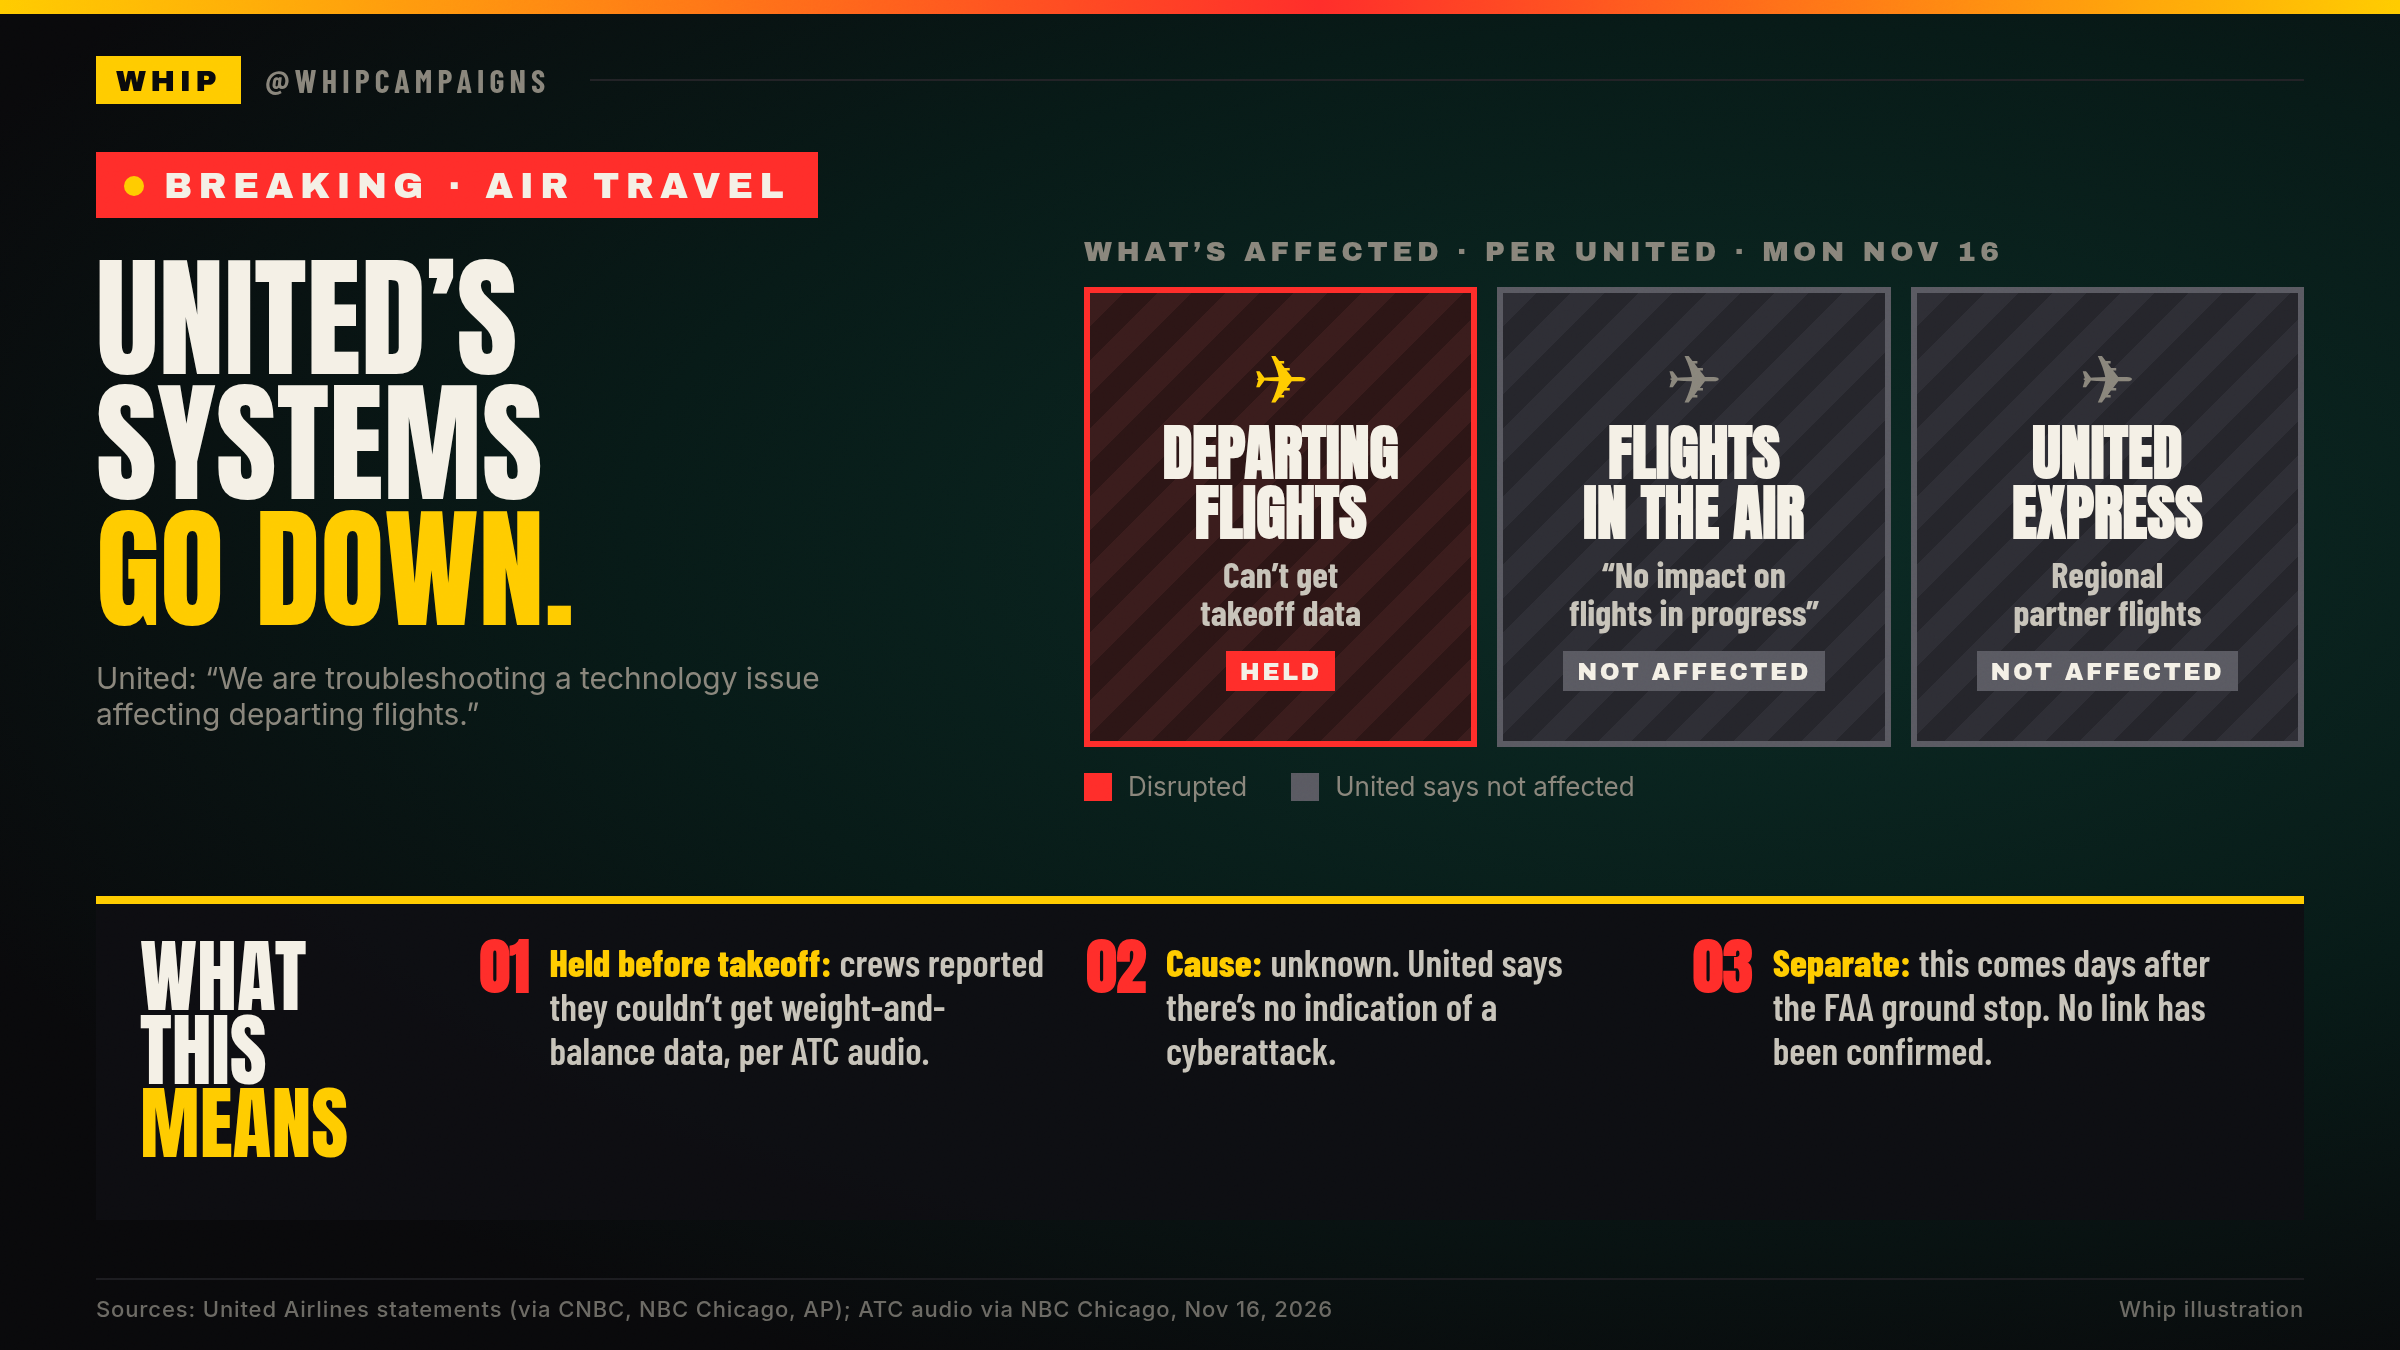 WHIP @WHIPCAMPAIGNS
BREAKING · AIR TRAVEL
UNITED’S
SYSTEMS
GO DOWN.
United: “We are troubleshooting a technology issue
affecting departing flights.”
WHAT’S AFFECTED · PER UNITED · MON NOV 16
DEPARTING
FLIGHTS
Can’t get
takeoff data
HELD
FLIGHTS
IN THE AIR
“No impact on
flights in progress”
NOT AFFECTED
UNITED
EXPRESS
Regional
partner flights
NOT AFFECTED
Disrupted
United says not affected
WHAT
THIS
MEANS
01
Held before takeoff: crews reported
they couldn’t get weight-and-
balance data, per ATC audio.
02
Cause: unknown. United says
there’s no indication of a
cyberattack.
03
Separate: this comes days after
the FAA ground stop. No link has
been confirmed.
Sources: United Airlines statements (via CNBC, NBC Chicago, AP); ATC audio via NBC Chicago, Nov 16, 2026
Whip illustration